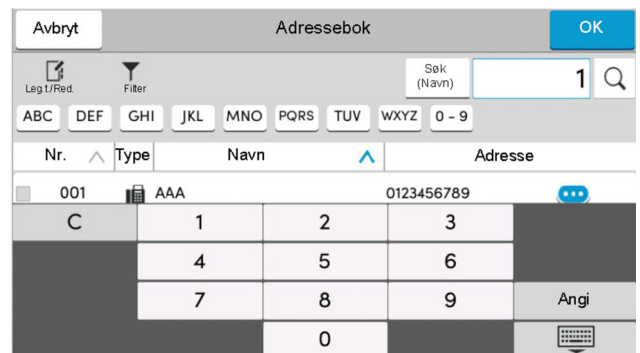 Avbryt Adressebok OK
Leg.t./Red. Filter Søk (Navn) 1
ABC DEF GHI JKL MNO PQRS TUV WXYZ 0 - 9
Nr. Type Navn Adresse
001 AAA 0123456789
C 1 2 3
4 5 6
7 8 9 Angi
0